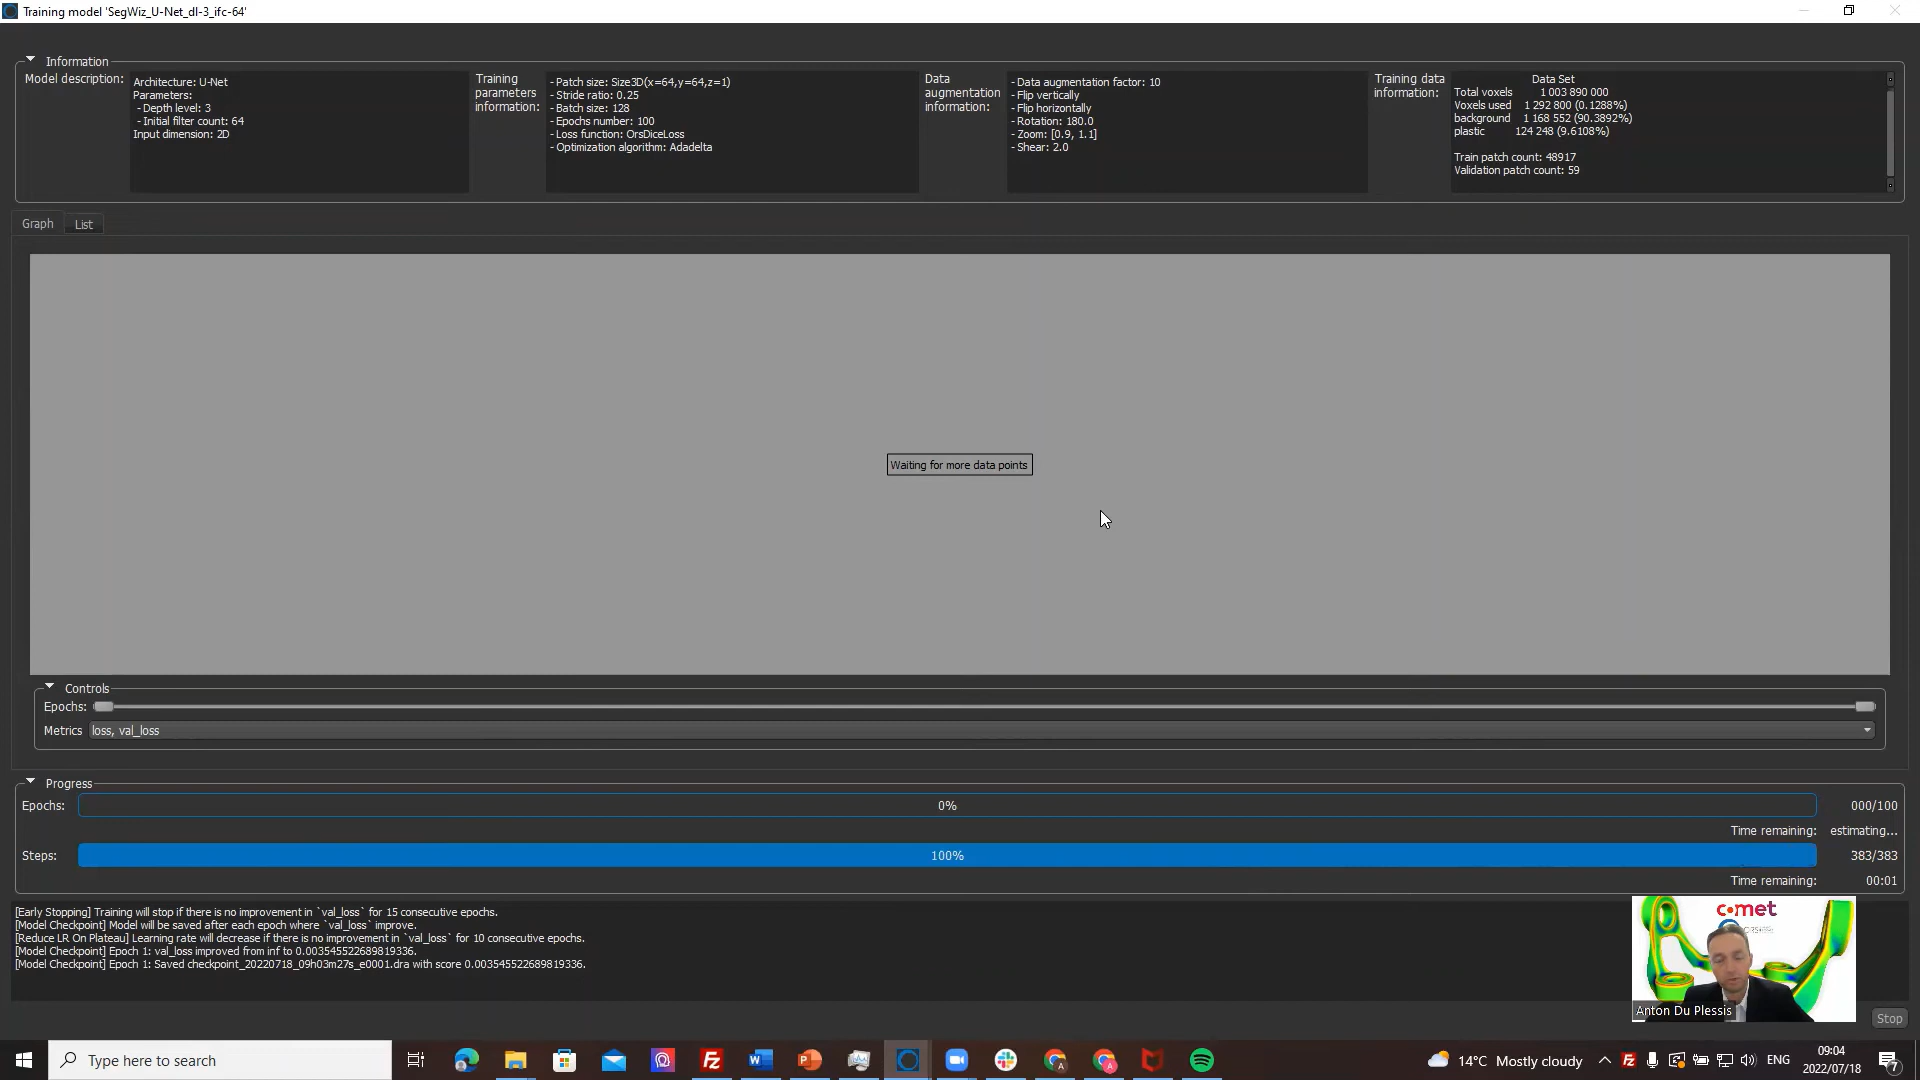 Training model 'SegWiz_U-Net_dl-3_ifc-64'
Information
Model description:
Architecture: U-Net
Parameters:
- Depth level: 3
- Initial filter count: 64
Input dimension: 2D
Training
parameters
information:
- Patch size: Size3D(x=64,y=64,z=1)
- Stride ratio: 0.25
- Batch size: 128
- Epochs number: 100
- Loss function: OrsDiceLoss
- Optimization algorithm: Adadelta
Data
augmentation
information:
- Data augmentation factor: 10
- Flip vertically
- Flip horizontally
- Rotation: 180.0
- Zoom: [0.9, 1.1]
- Shear: 2.0
Training data
information:
Data Set
Total voxels 1 003 890 000
Voxels used 1 292 800 (0.1288%)
background 1 168 552 (90.3892%)
plastic 124 248 (9.6108%)
Train patch count: 48917
Validation patch count: 59
Graph
List
Waiting for more data points
Controls
Epochs:
Metrics loss, val_loss
Progress
Epochs: 0% 000/100
Time remaining: estimating...
Steps: 100% 383/383
Time remaining: 00:01
[Early Stopping] Training will stop if there is no improvement in `val_loss` for 15 consecutive epochs.
[Model Checkpoint] Model will be saved after each epoch where `val_loss` improve.
[Reduce LR On Plateau] Learning rate will decrease if there is no improvement in `val_loss` for 10 consecutive epochs.
[Model Checkpoint] Epoch 1: val_loss improved from inf to 0.003545522689819336.
[Model Checkpoint] Epoch 1: Saved checkpoint_20220718_09h03m27s_e0001.dra with score 0.003545522689819336.
comet
Anton Du Plessis
Stop
Type here to search
14°C Mostly cloudy
ENG
09:04
2022/07/18
7